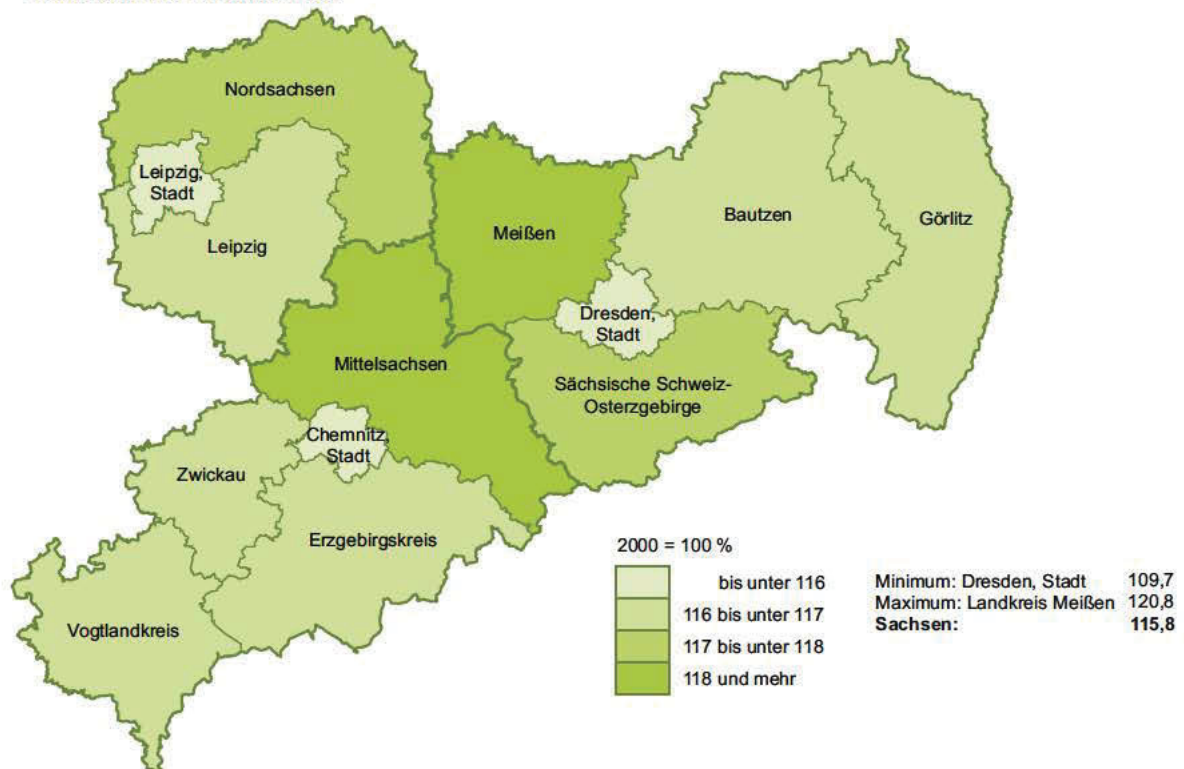 Nordsachsen
Leipzig,
Stadt
Leipzig
Meißen
Bautzen
Görlitz
Dresden,
Stadt
Mittelsachsen
Sächsische Schweiz-
Osterzgebirge
Chemnitz,
Stadt
Zwickau
Erzgebirgskreis
Vogtlandkreis
2000 = 100 %
bis unter 116
116 bis unter 117
117 bis unter 118
118 und mehr
Minimum: Dresden, Stadt 109,7
Maximum: Landkreis Meißen 120,8
Sachsen: 115,8